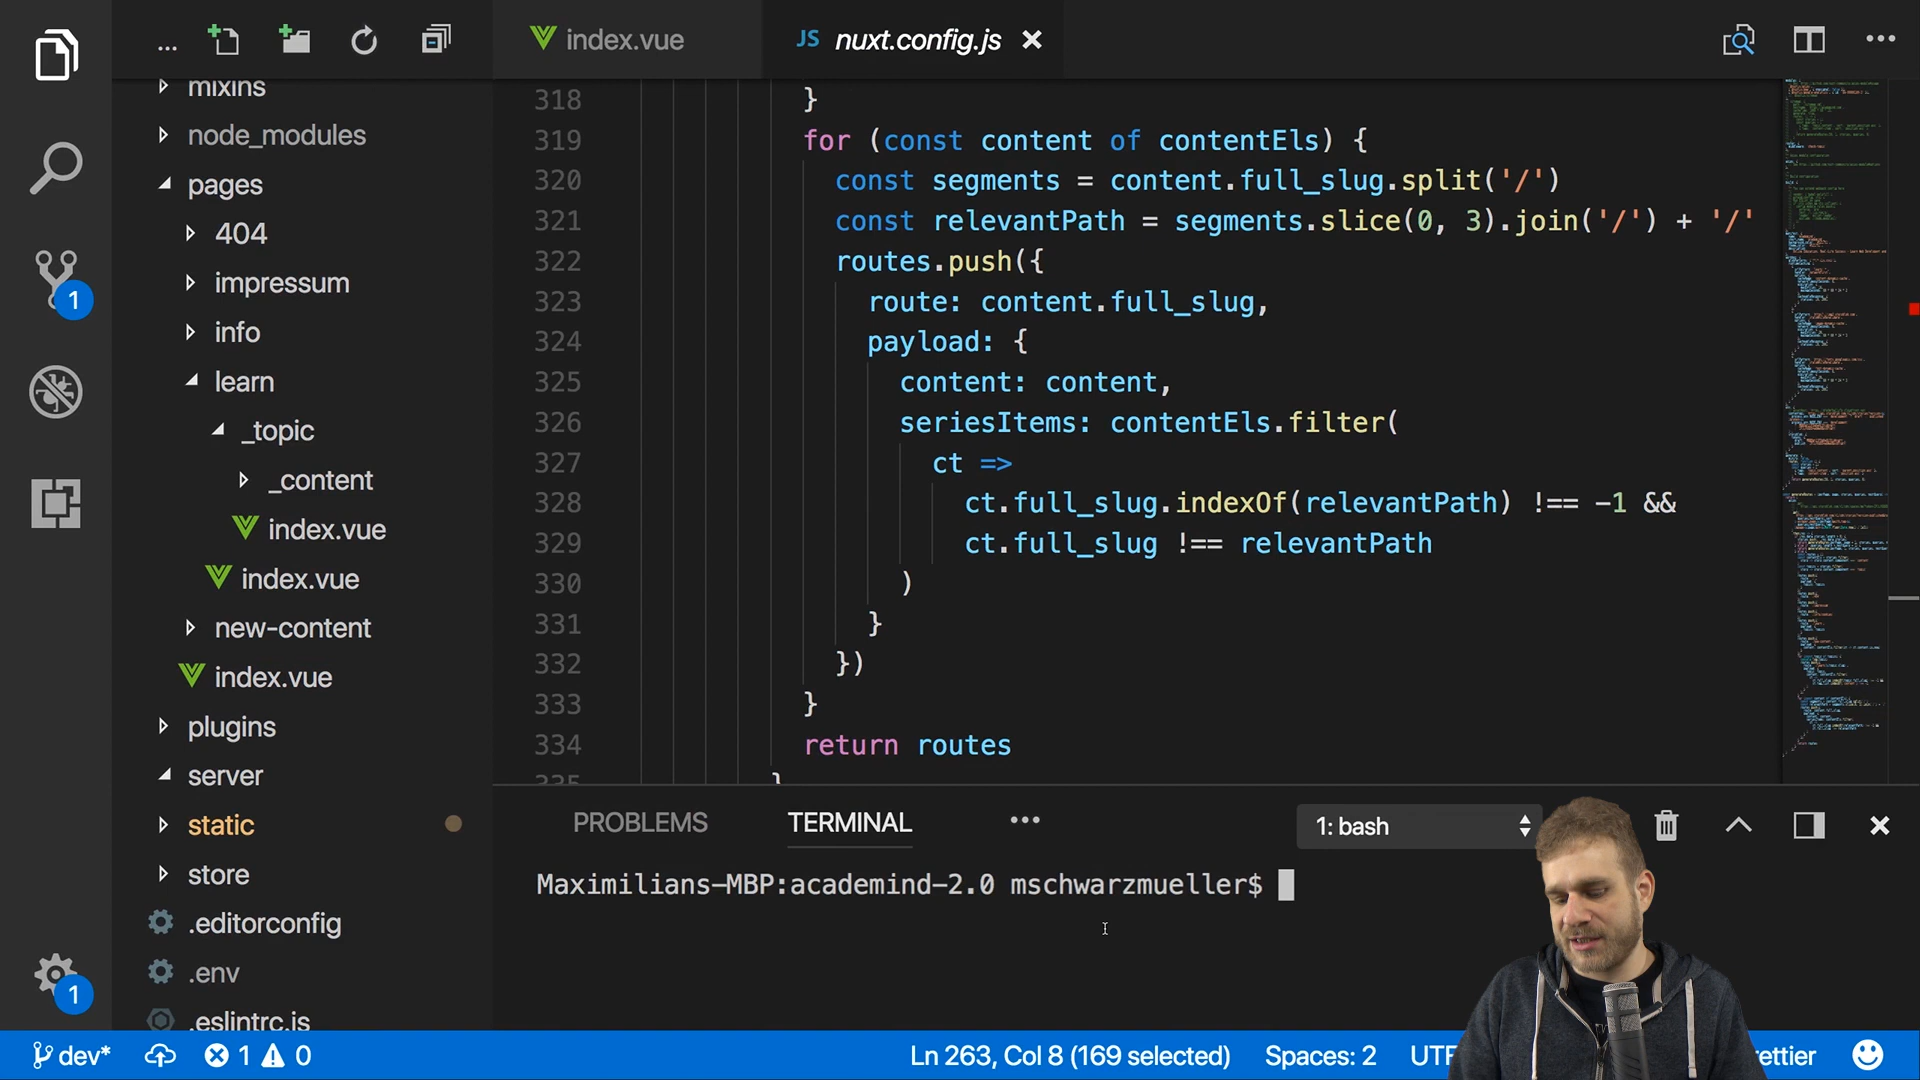 ...
index.vue
JS nuxt.config.js
mixins
node_modules
pages
404
impressum
info
learn
_topic
_content
index.vue
index.vue
new-content
index.vue
plugins
server
static
store
.editorconfig
.env
.eslintrc.js
1
1
318 }
319 for (const content of contentEls) {
320 const segments = content.full_slug.split('/')
321 const relevantPath = segments.slice(0, 3).join('/') + '/'
322 routes.push({
323 route: content.full_slug,
324 payload: {
325 content: content,
326 seriesItems: contentEls.filter(
327 ct =>
328 ct.full_slug.indexOf(relevantPath) !== -1 &&
329 ct.full_slug !== relevantPath
330 )
331 }
332 })
333 }
334 return routes
335 }
PROBLEMS TERMINAL ... 1: bash
Maximilians-MBP:academind-2.0 mschwarzmueller$
dev* 1 0 Ln 263, Col 8 (169 selected) Spaces: 2